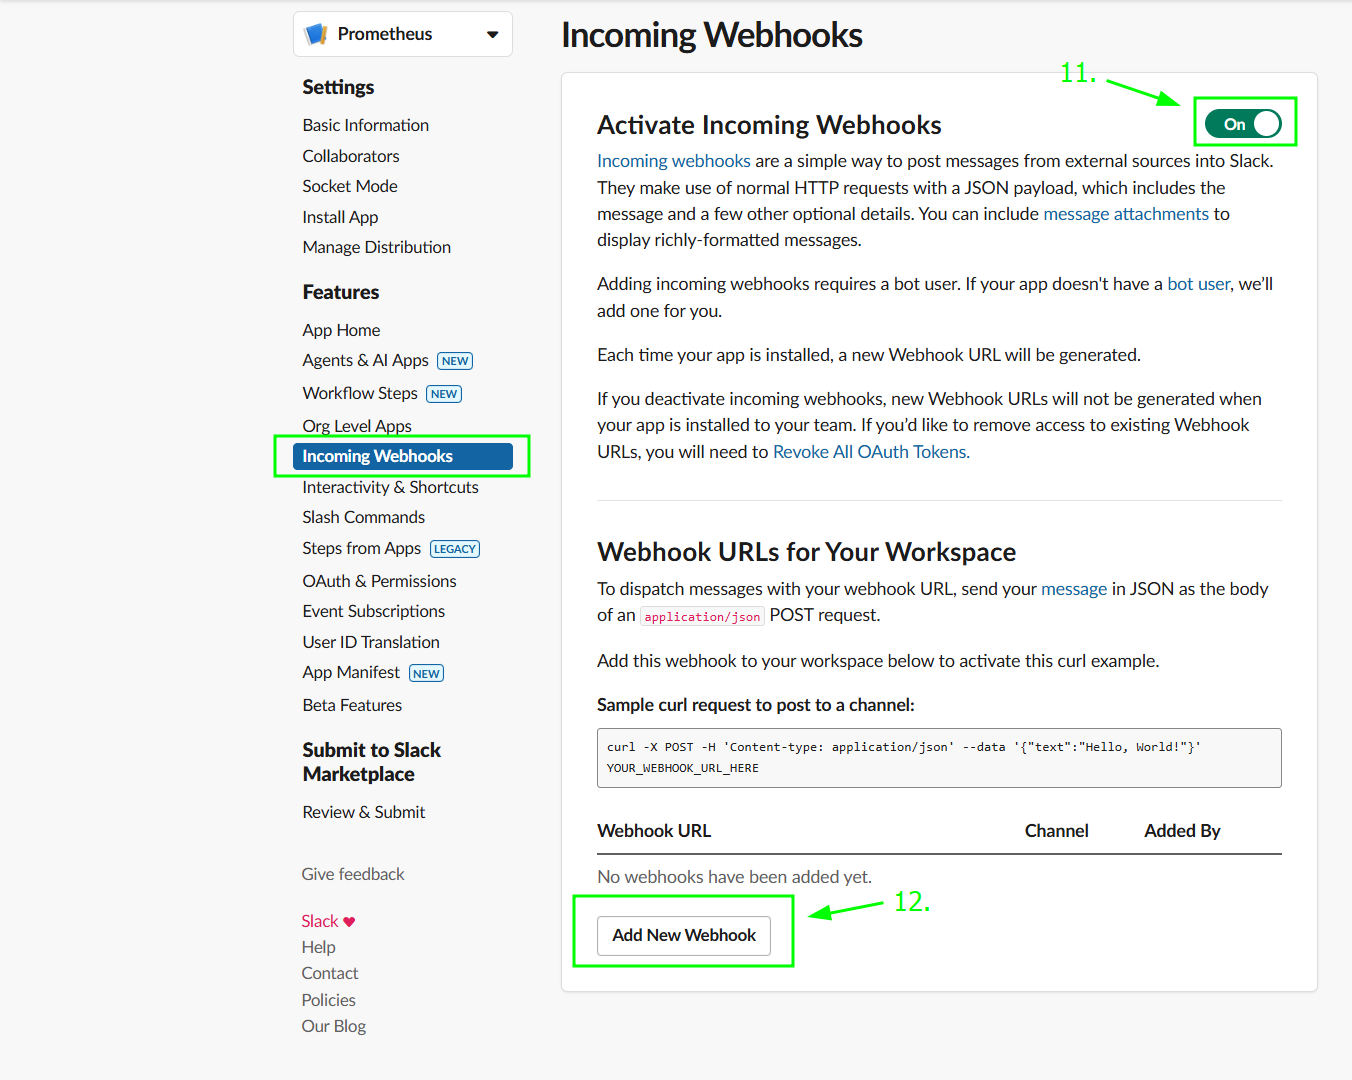 Prometheus
Settings
Basic Information
Collaborators
Socket Mode
Install App
Manage Distribution
Features
App Home
Agents & AI Apps NEW
Workflow Steps NEW
Org Level Apps
Incoming Webhooks
Interactivity & Shortcuts
Slash Commands
Steps from Apps LEGACY
OAuth & Permissions
Event Subscriptions
User ID Translation
App Manifest NEW
Beta Features
Submit to Slack
Marketplace
Review & Submit
Give feedback
Slack
Help
Contact
Policies
Our Blog
Incoming Webhooks
11.
Activate Incoming Webhooks
On
Incoming webhooks are a simple way to post messages from external sources into Slack.
They make use of normal HTTP requests with a JSON payload, which includes the
message and a few other optional details. You can include message attachments to
display richly-formatted messages.
Adding incoming webhooks requires a bot user. If your app doesn't have a bot user, we’ll
add one for you.
Each time your app is installed, a new Webhook URL will be generated.
If you deactivate incoming webhooks, new Webhook URLs will not be generated when
your app is installed to your team. If you’d like to remove access to existing Webhook
URLs, you will need to Revoke All OAuth Tokens.
Webhook URLs for Your Workspace
To dispatch messages with your webhook URL, send your message in JSON as the body
of an application/json POST request.
Add this webhook to your workspace below to activate this curl example.
Sample curl request to post to a channel:
curl -X POST -H 'Content-type: application/json' --data '{"text":"Hello, World!"}'
YOUR_WEBHOOK_URL_HERE
Webhook URL Channel Added By
No webhooks have been added yet.
12.
Add New Webhook